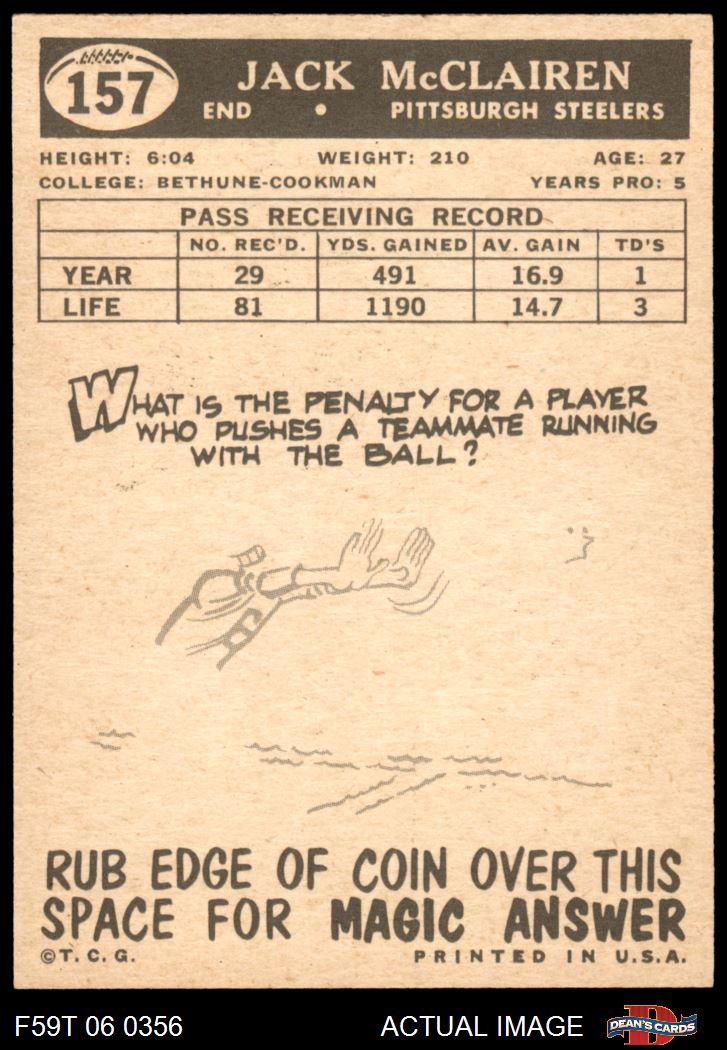 157
JACK McCLAIREN
END • PITTSBURGH STEELERS
HEIGHT: 6:04 WEIGHT: 210 AGE: 27
COLLEGE: BETHUNE-COOKMAN YEARS PRO: 5
PASS RECEIVING RECORD
NO. REC'D. YDS. GAINED AV. GAIN TD'S
YEAR 29 491 16.9 1
LIFE 81 1190 14.7 3
WHAT IS THE PENALTY FOR A PLAYER
WHO PUSHES A TEAMMATE RUNNING
WITH THE BALL?
RUB EDGE OF COIN OVER THIS
SPACE FOR MAGIC ANSWER
©T.C.G. PRINTED IN U.S.A.
F59T 06 0356 ACTUAL IMAGE DEAN'S CARDS